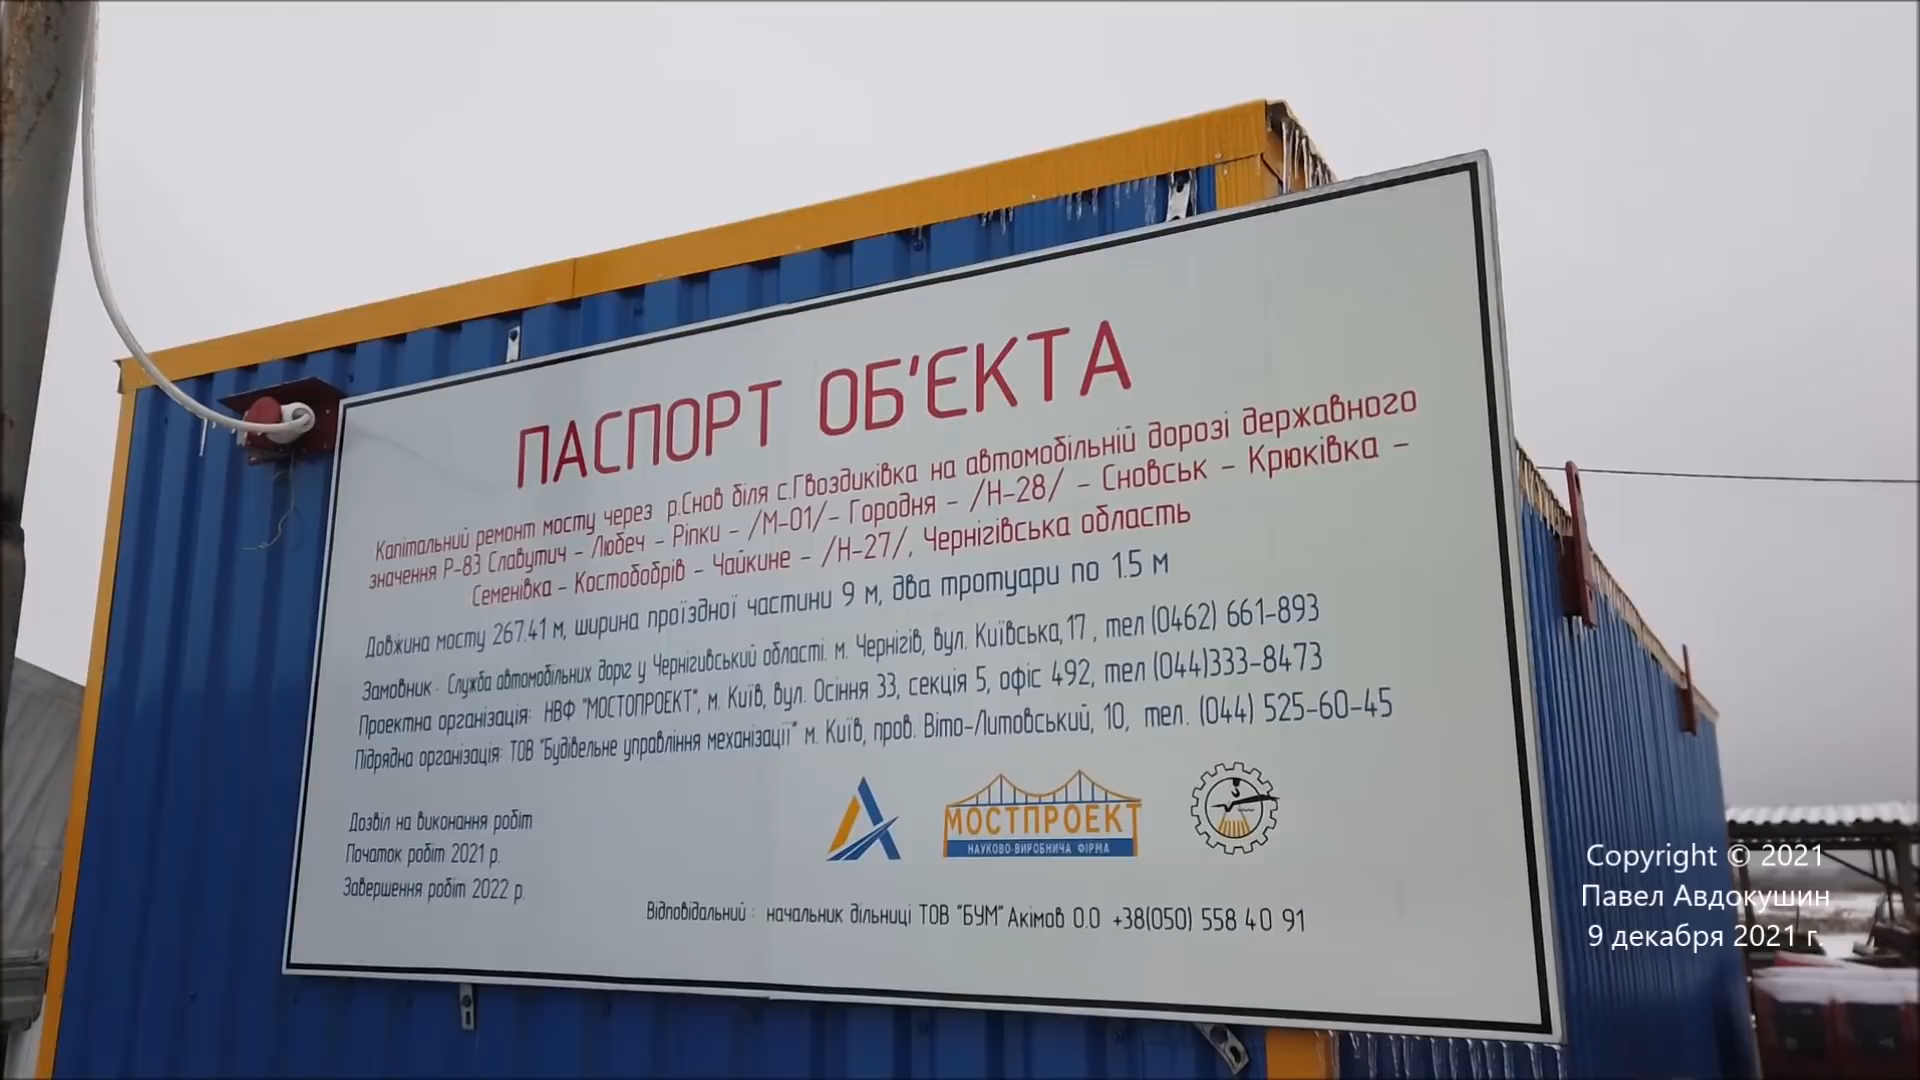 ПАСПОРТ ОБ'ЄКТА
Капітальний ремонт мосту через р.Снов біля с.Гвоздиківка на автомобільній дорозі державного
значення Р-83 Славутич - Любеч - Ріпки - /М-01/- Городня - /Н-28/ - Сновськ - Крюківка -
Семенівка - Костобобрів - Чайкине - /Н-27/, Чернігівська область
Довжина мосту 267.41 м, ширина проїздної частини 9 м, два тротуари по 1.5 м
Замовник : Служба автомобільних доріг у Чернігивський області. м. Чернігів, вул. Київська,17 , тел (0462) 661-893
Проектна організація: НВФ "МОСТОПРОЕКТ", м. Київ, вул. Осіння 33, секція 5, офіс 492, тел (044)333-8473
Підрядна організація: ТОВ "Будівельне управління механізації" м. Київ, пров. Віто-Литовський, 10, тел. (044) 525-60-45
МОСТПРОЕКТ
НАУКОВО-ВИРОБНИЧА ФІРМА
Дозвіл на виконання робіт
Початок робіт 2021 р.
Завершення робіт 2022 р.
Відповідальний : начальник дільниці ТОВ "БУМ" Акімов О.О +38(050) 558 40 91
Copyright © 2021
Павел Авдокушин
9 декабря 2021 г.